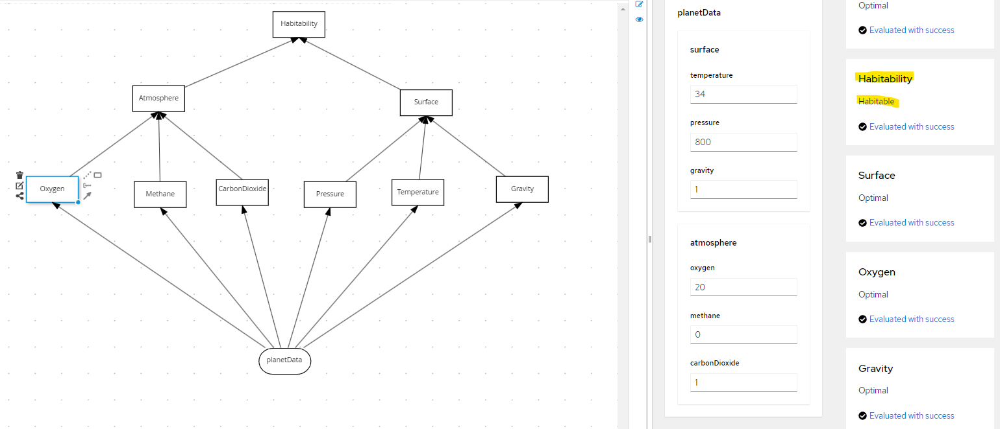 Habitability
Atmosphere
Surface
Oxygen
Methane
CarbonDioxide
Pressure
Temperature
Gravity
planetData
planetData
surface
temperature
34
pressure
800
gravity
1
atmosphere
oxygen
20
methane
0
carbonDioxide
1
Optimal
Evaluated with success
Habitability
Habitable
Evaluated with success
Surface
Optimal
Evaluated with success
Oxygen
Optimal
Evaluated with success
Gravity
Optimal
Evaluated with success